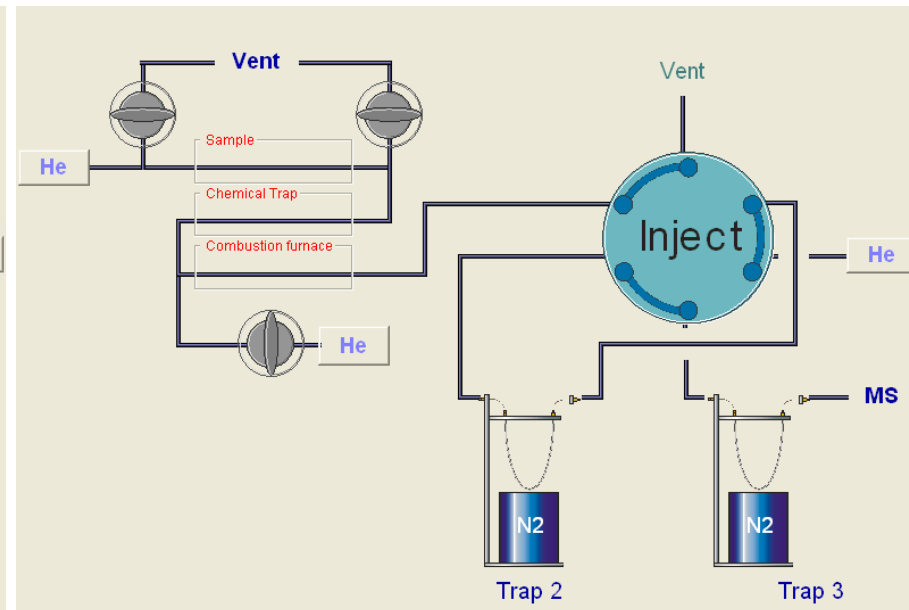 Vent
Vent
Sample
He
Chemical Trap
Inject
Combustion furnace
He
He
MS
N2
N2
Trap 2
Trap 3